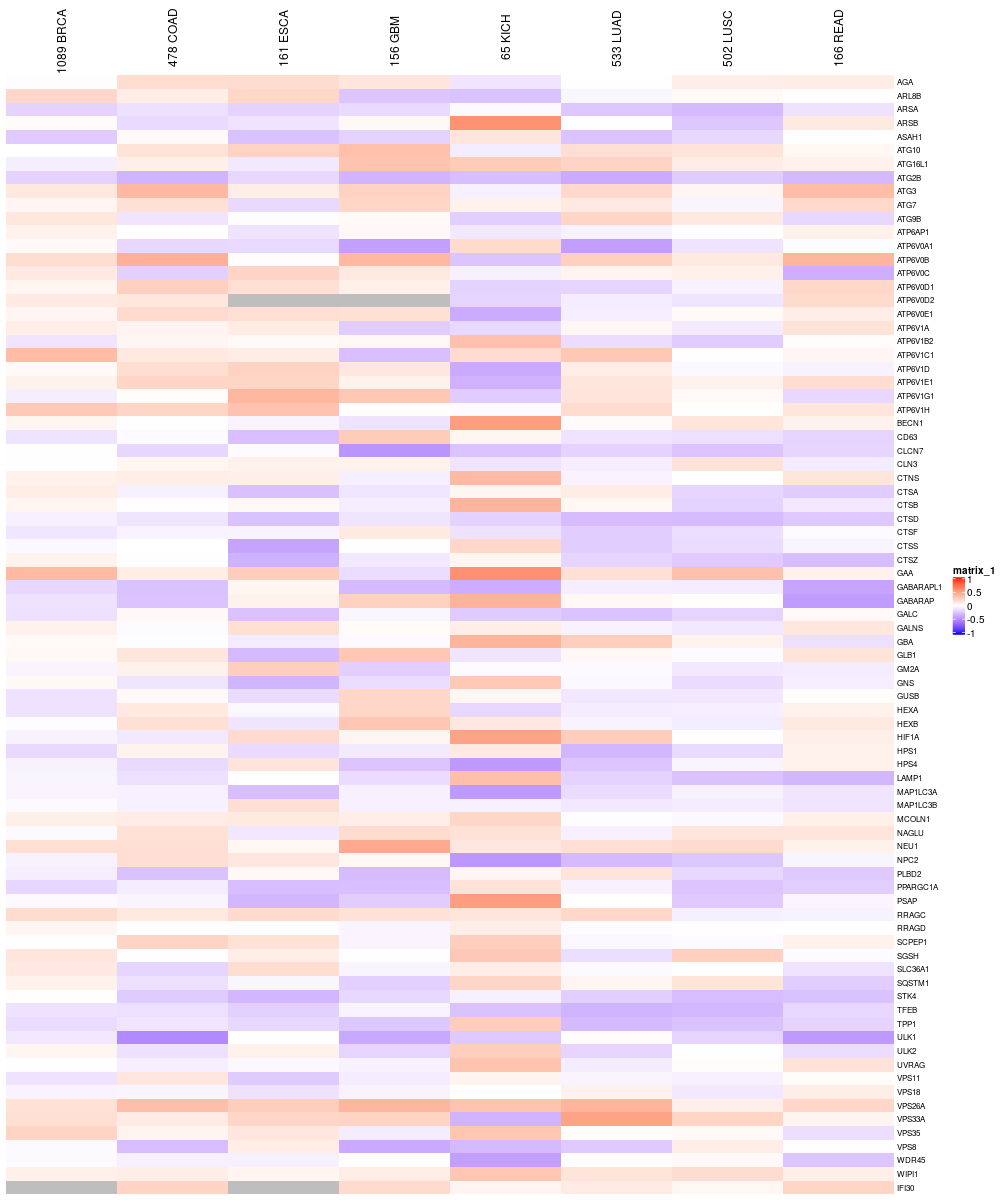 1089 BRCA
478 COAD
161 ESCA
156 GBM
65 KICH
533 LUAD
502 LUSC
166 READ
AGA
ARL8B
ARSA
ARSB
ASAH1
ATG10
ATG16L1
ATG2B
ATG3
ATG7
ATG9B
ATP6AP1
ATP6V0A1
ATP6V0B
ATP6V0C
ATP6V0D1
ATP6V0D2
ATP6V0E1
ATP6V1A
ATP6V1B2
ATP6V1C1
ATP6V1D
ATP6V1E1
ATP6V1G1
ATP6V1H
BECN1
CD63
CLCN7
CLN3
CTNS
CTSA
CTSB
CTSD
CTSF
CTSS
CTSZ
GAA
GABARAPL1
GABARAP
GALC
GALNS
GBA
GLB1
GM2A
GNS
GUSB
HEXA
HEXB
HIF1A
HPS1
HPS4
LAMP1
MAP1LC3A
MAP1LC3B
MCOLN1
NAGLU
NEU1
NPC2
PLBD2
PPARGC1A
PSAP
RRAGC
RRAGD
SCPEP1
SGSH
SLC36A1
SQSTM1
STK4
TFEB
TPP1
ULK1
ULK2
UVRAG
VPS11
VPS18
VPS26A
VPS33A
VPS35
VPS8
WDR45
WIPI1
IFI30
matrix_1
1
0.5
0
-0.5
-1